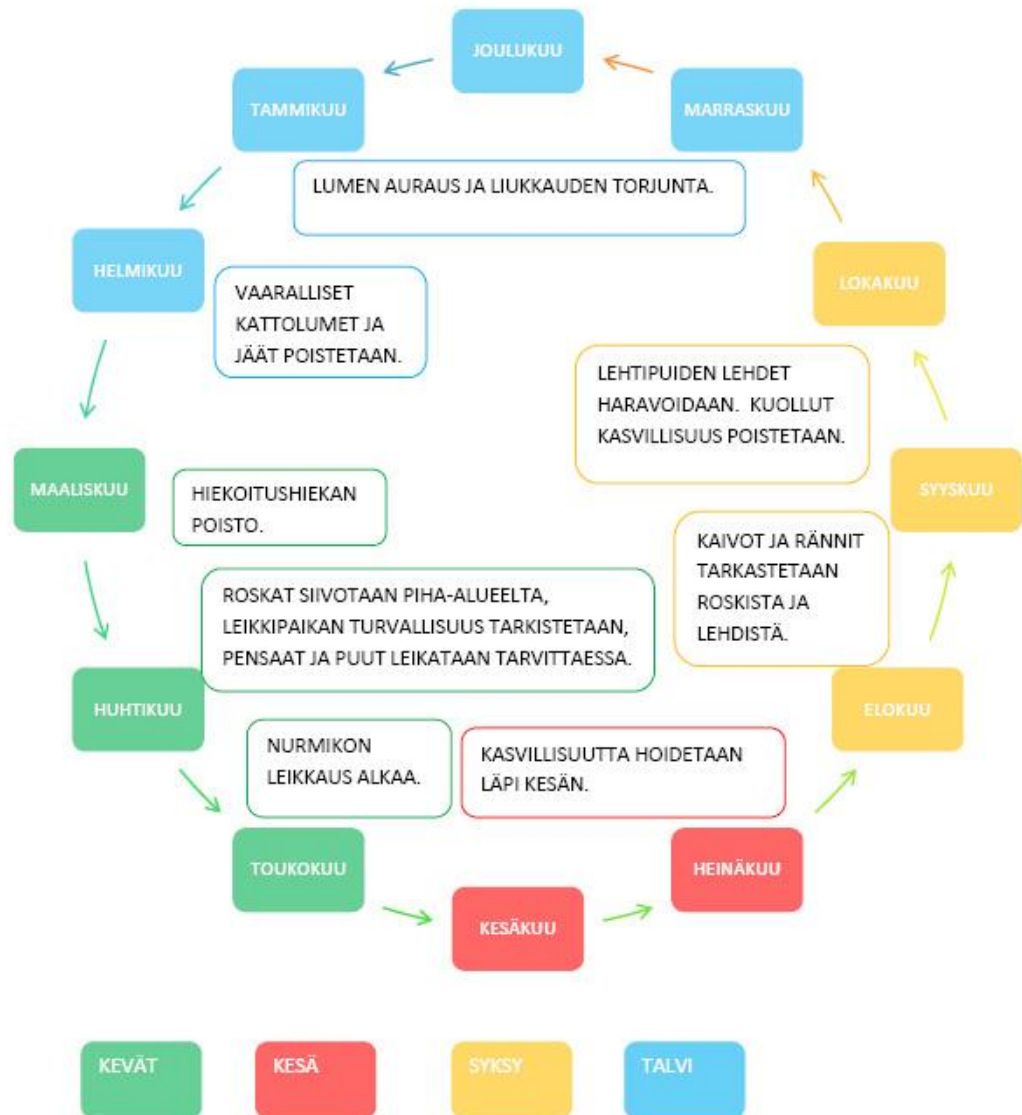 JOULUKUU
TAMMIKUU
MARRASKUU
LUMEN AURAUS JA LIUKKAUDEN TORJUNTA.
HELMIKUU
LOKAKUU
VAARALLISET
KATTOLUMET JA
JÄÄT POISTETAAN.
LEHTIPUIDEN LEHDET
HARAVOIDAAN. KUOLLUT
KASVILLISUUS POISTETAAN.
MAALISKUU
HIEKOITUSHIEKAN
POISTO.
SYYSKUU
KAIVOT JA RÄNNIT
TARKASTETAAN
ROSKISTA JA
LEHDISTÄ.
ROSKAT SIIVOTAAN PIHA-ALUEELTA,
LEIKKIPAIKAN TURVALLISUUS TARKISTETAAN,
PENSAAT JA PUUT LEIKATAAN TARVITTAESSA.
HUHTIKUU
ELOKUU
NURMIKON
LEIKKAUS ALKAA.
KASVILLISUUTTA HOIDETAAN
LÄPI KESÄN.
TOUKOKUU
HEINÄKUU
KESÄKUU
KEVÄT
KESÄ
SYKSY
TALVI